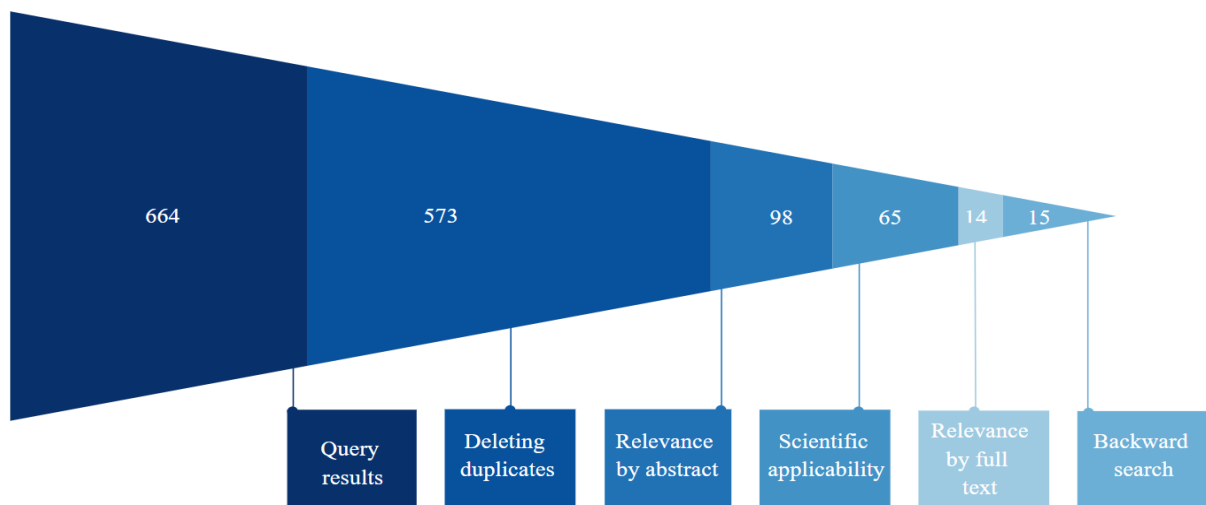 664
573
98
65
14
15
Query
results
Deleting
duplicates
Relevance
by abstract
Scientific
applicability
Relevance
by full
text
Backward
search